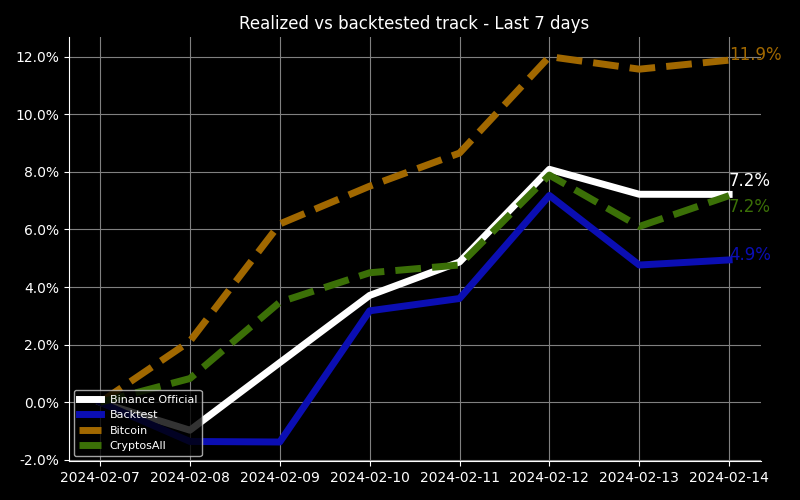 Realized vs backtested track - Last 7 days
12.0%
10.0%
8.0%
6.0%
4.0%
2.0%
0.0%
-2.0%
11.9%
7.2%
7.2%
4.9%
Binance Official
Backtest
Bitcoin
CryptosAll
2024-02-07 2024-02-08 2024-02-09 2024-02-10 2024-02-11 2024-02-12 2024-02-13 2024-02-14